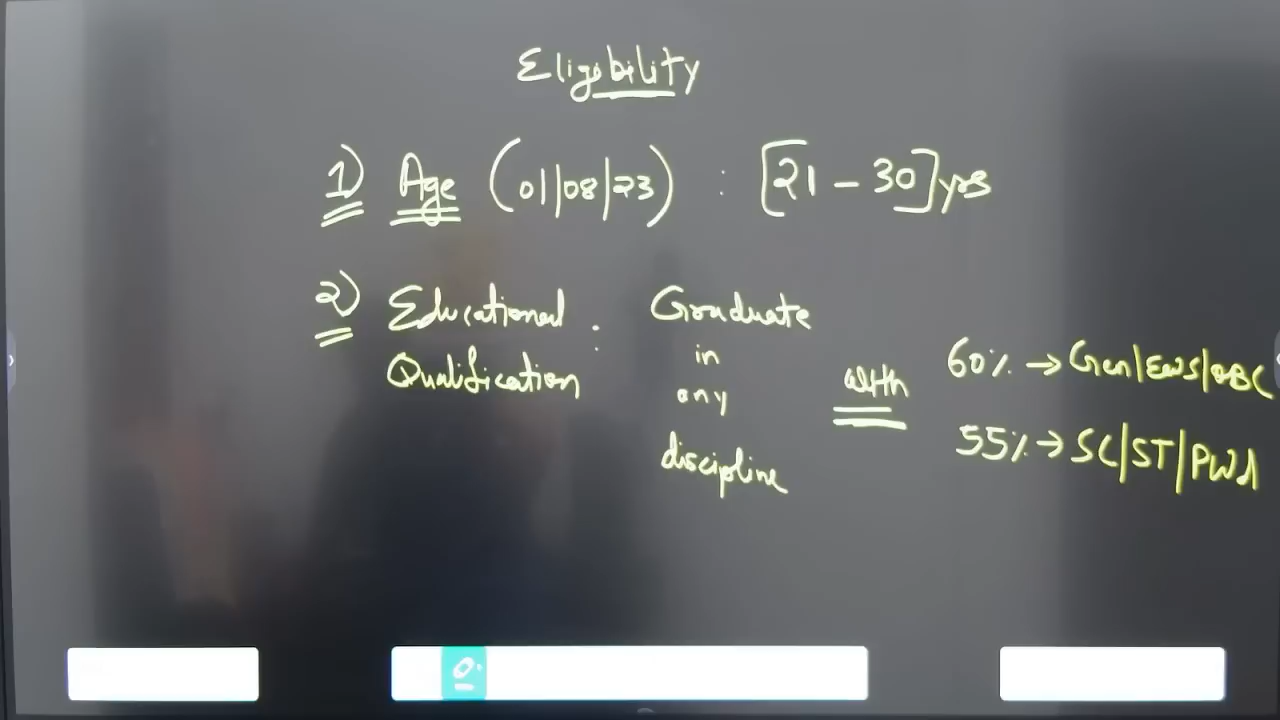 Eligibility
1) Age (01/08/23) : [21 - 30] yrs
2) Educational Qualification : Graduate in any discipline with
60% → Gen/EWS/OBC
55% → SC/ST/PWd